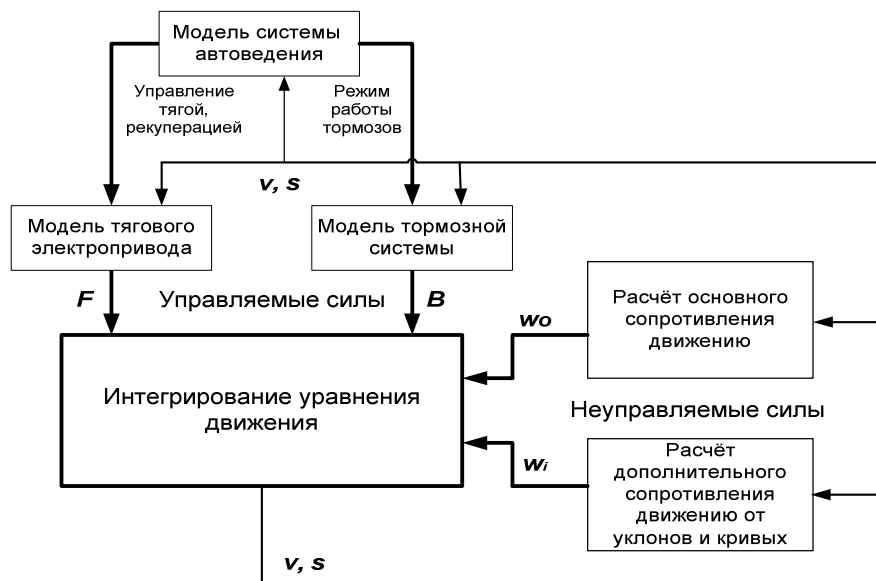 Модель системы
автоведения
Управление
тягой,
рекуперацией
Режим
работы
тормозов
v, s
Модель тягового
электропривода
Модель тормозной
системы
F
Управляемые силы
B
Расчёт основного
сопротивления
движению
wo
Интегрирование уравнения
движения
Неуправляемые силы
wi
Расчёт
дополнительного
сопротивления
движению от
уклонов и кривых
v, s